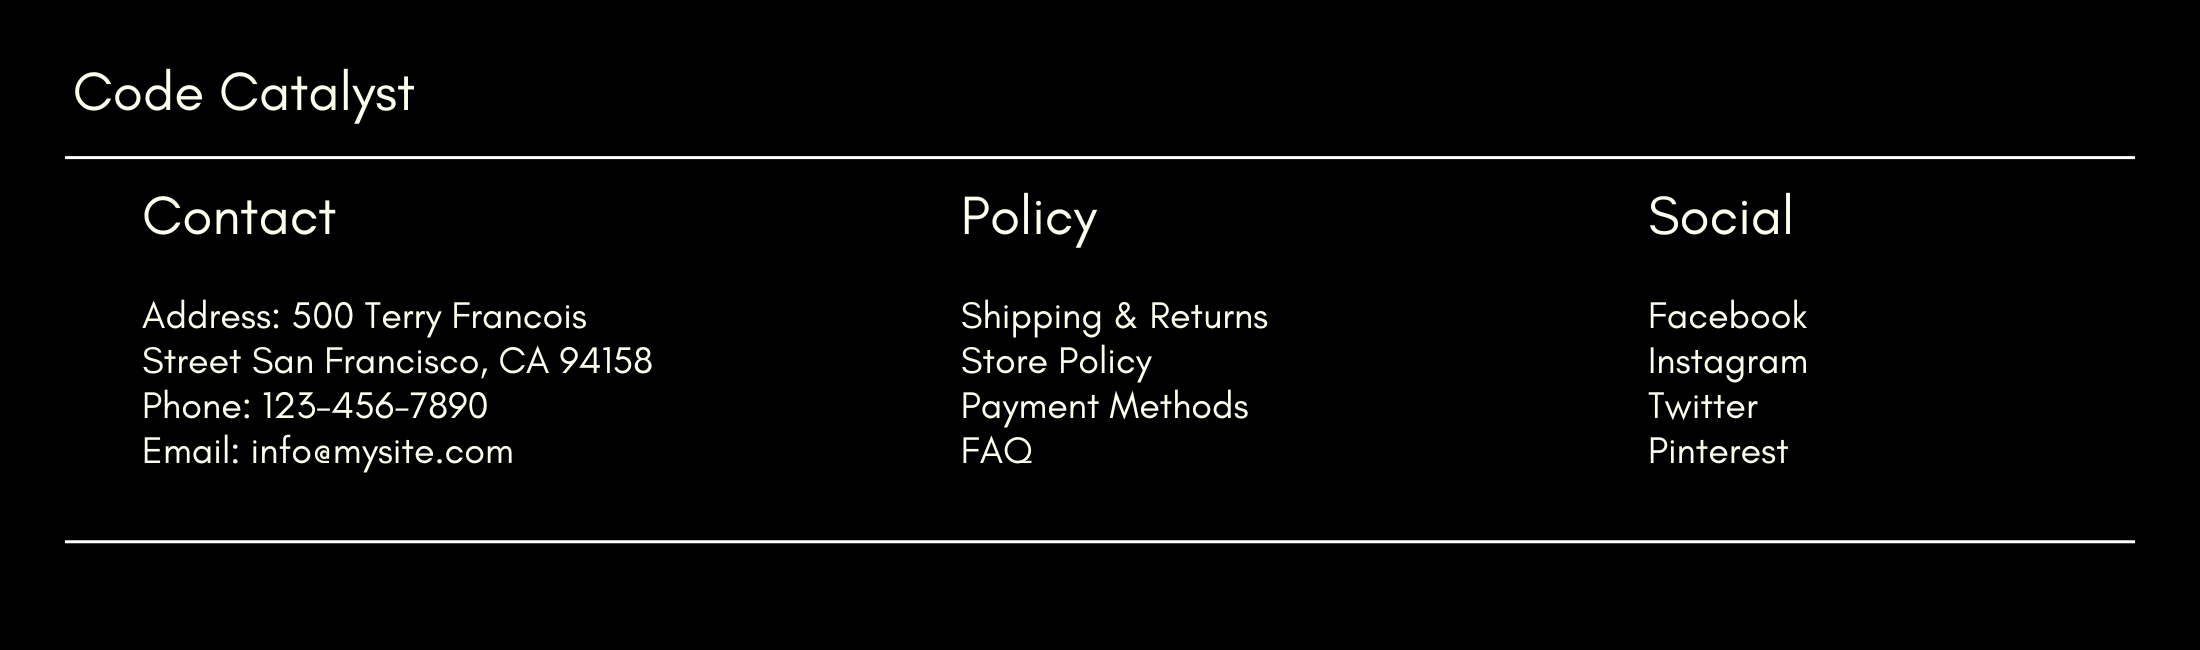 Code Catalyst
Contact
Address: 500 Terry Francois
Street San Francisco, CA 94158
Phone: 123-456-7890
Email: info@mysite.com
Policy
Shipping & Returns
Store Policy
Payment Methods
FAQ
Social
Facebook
Instagram
Twitter
Pinterest